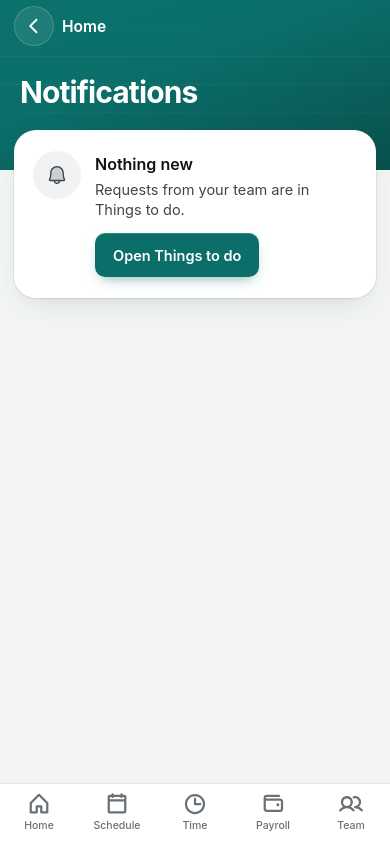 Home
Notifications
Nothing new
Requests from your team are in
Things to do.
Open Things to do
Home
Schedule
Time
Payroll
Team